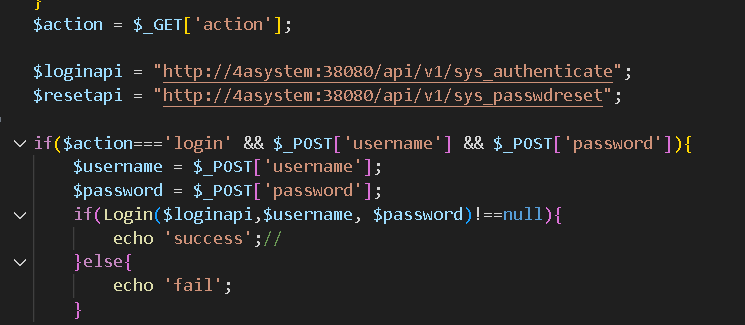 }
$action = $_GET['action'];
$loginapi = "http://4asystem:38080/api/v1/sys_authenticate";
$resetapi = "http://4asystem:38080/api/v1/sys_passwdreset";
if($action==='login' && $_POST['username'] && $_POST['password']){
$username = $_POST['username'];
$password = $_POST['password'];
if(Login($loginapi,$username, $password)!==null){
echo 'success';//
}else{
echo 'fail';
}